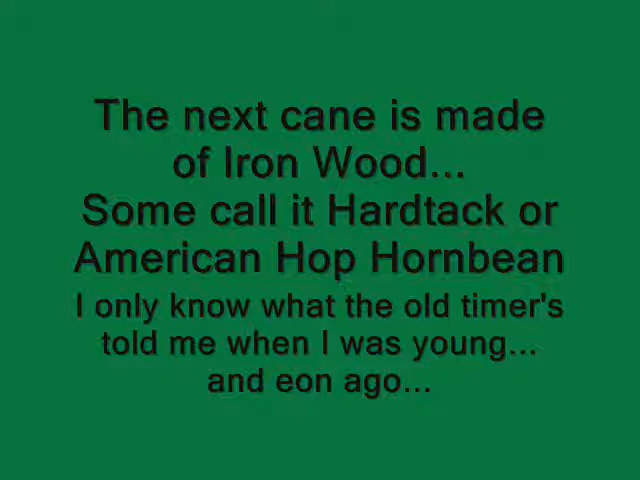 The next cane is made
of Iron Wood...
Some call it Hardtack or
American Hop Hornbean
I only know what the old timer's
told me when I was young...
and eon ago...